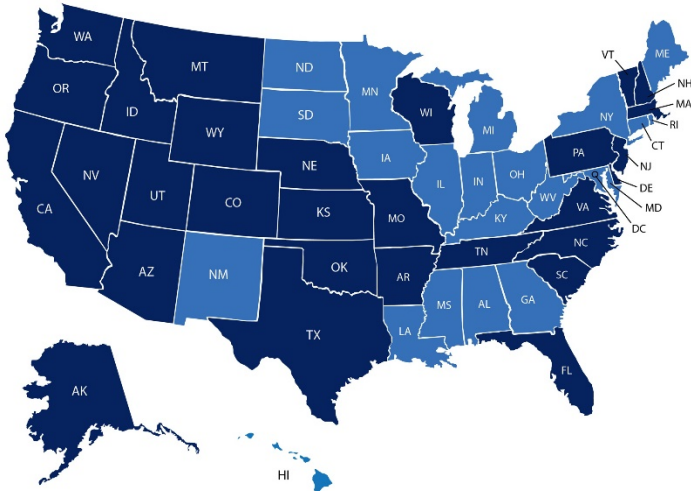 WA
MT
ND
MN
ME
VT
NH
OR
ID
SD
WI
MI
NY
MA
RI
CT
WY
IA
PA
NJ
NE
NV
UT
CO
IL
IN
OH
WV
DE
MD
DC
CA
KS
MO
KY
VA
AZ
NM
OK
AR
TN
NC
SC
TX
LA
MS
AL
GA
FL
AK
HI